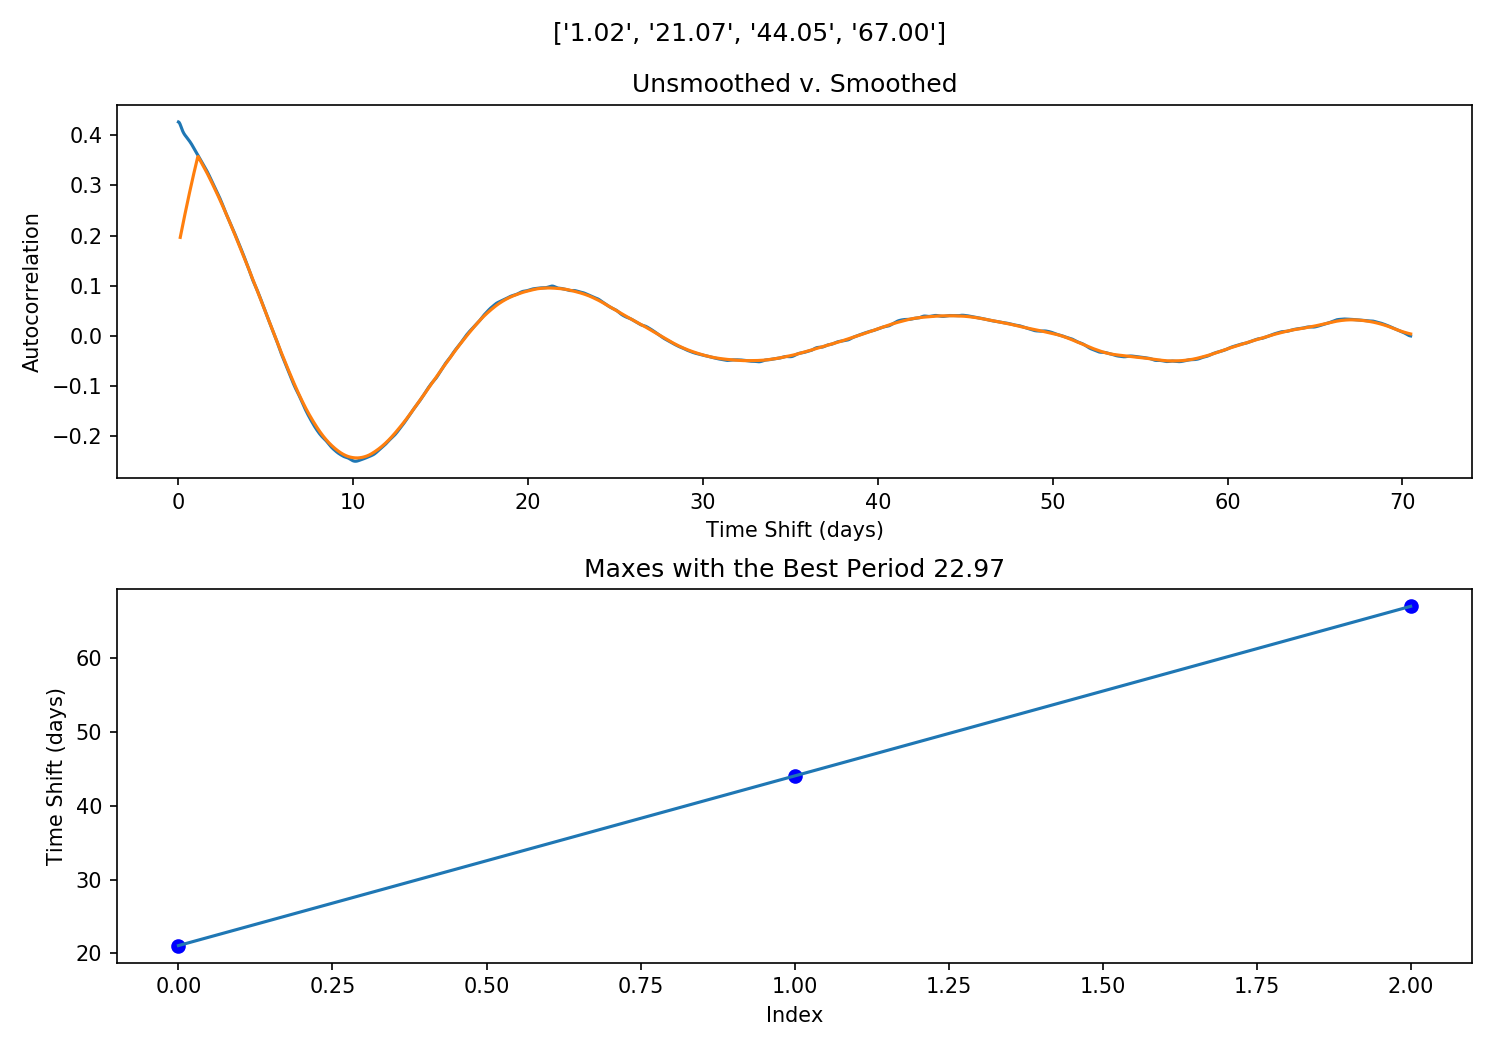 ['1.02', '21.07', '44.05', '67.00']
Unsmoothed v. Smoothed
0.4
0.3
0.2
0.1
0.0
−0.1
−0.2
Autocorrelation
0 10 20 30 40 50 60 70
Time Shift (days)
Maxes with the Best Period 22.97
60
50
40
30
20
Time Shift (days)
0.00 0.25 0.50 0.75 1.00 1.25 1.50 1.75 2.00
Index